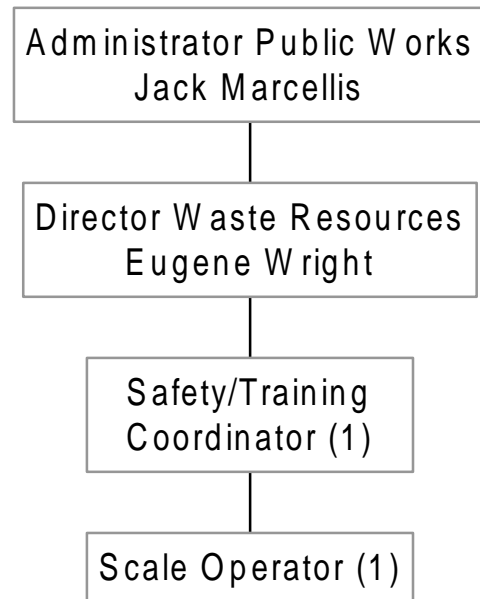 Administrator Public Works
Jack Marcellis
Director Waste Resources
Eugene Wright
Safety/Training
Coordinator (1)
Scale Operator (1)